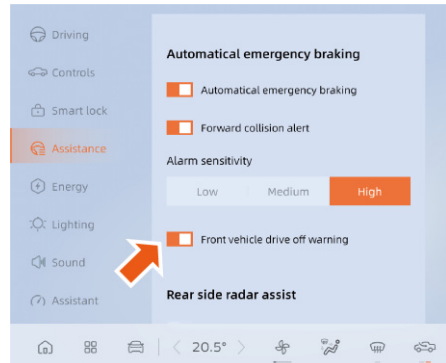 Driving
Controls
Smart lock
Assistance
Energy
Lighting
Sound
Assistant
Automatical emergency braking
Automatical emergency braking
Forward collision alert
Alarm sensitivity
Low Medium High
Front vehicle drive off warning
Rear side radar assist
20.5°